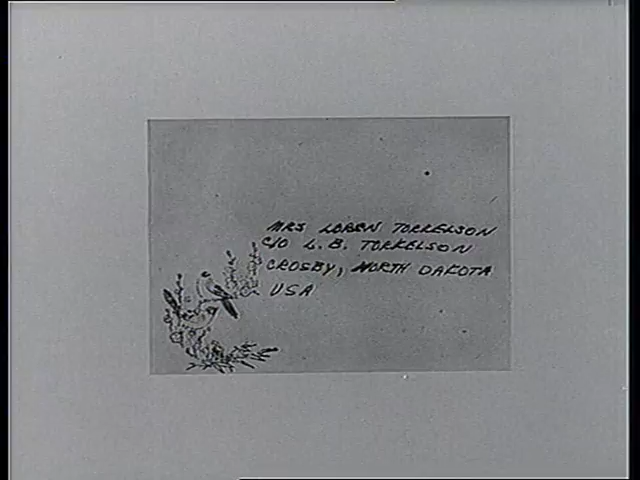 MRS LOREN TORKELSON
C/O L. B. TORKELSON
CROSBY, NORTH DAKOTA
USA